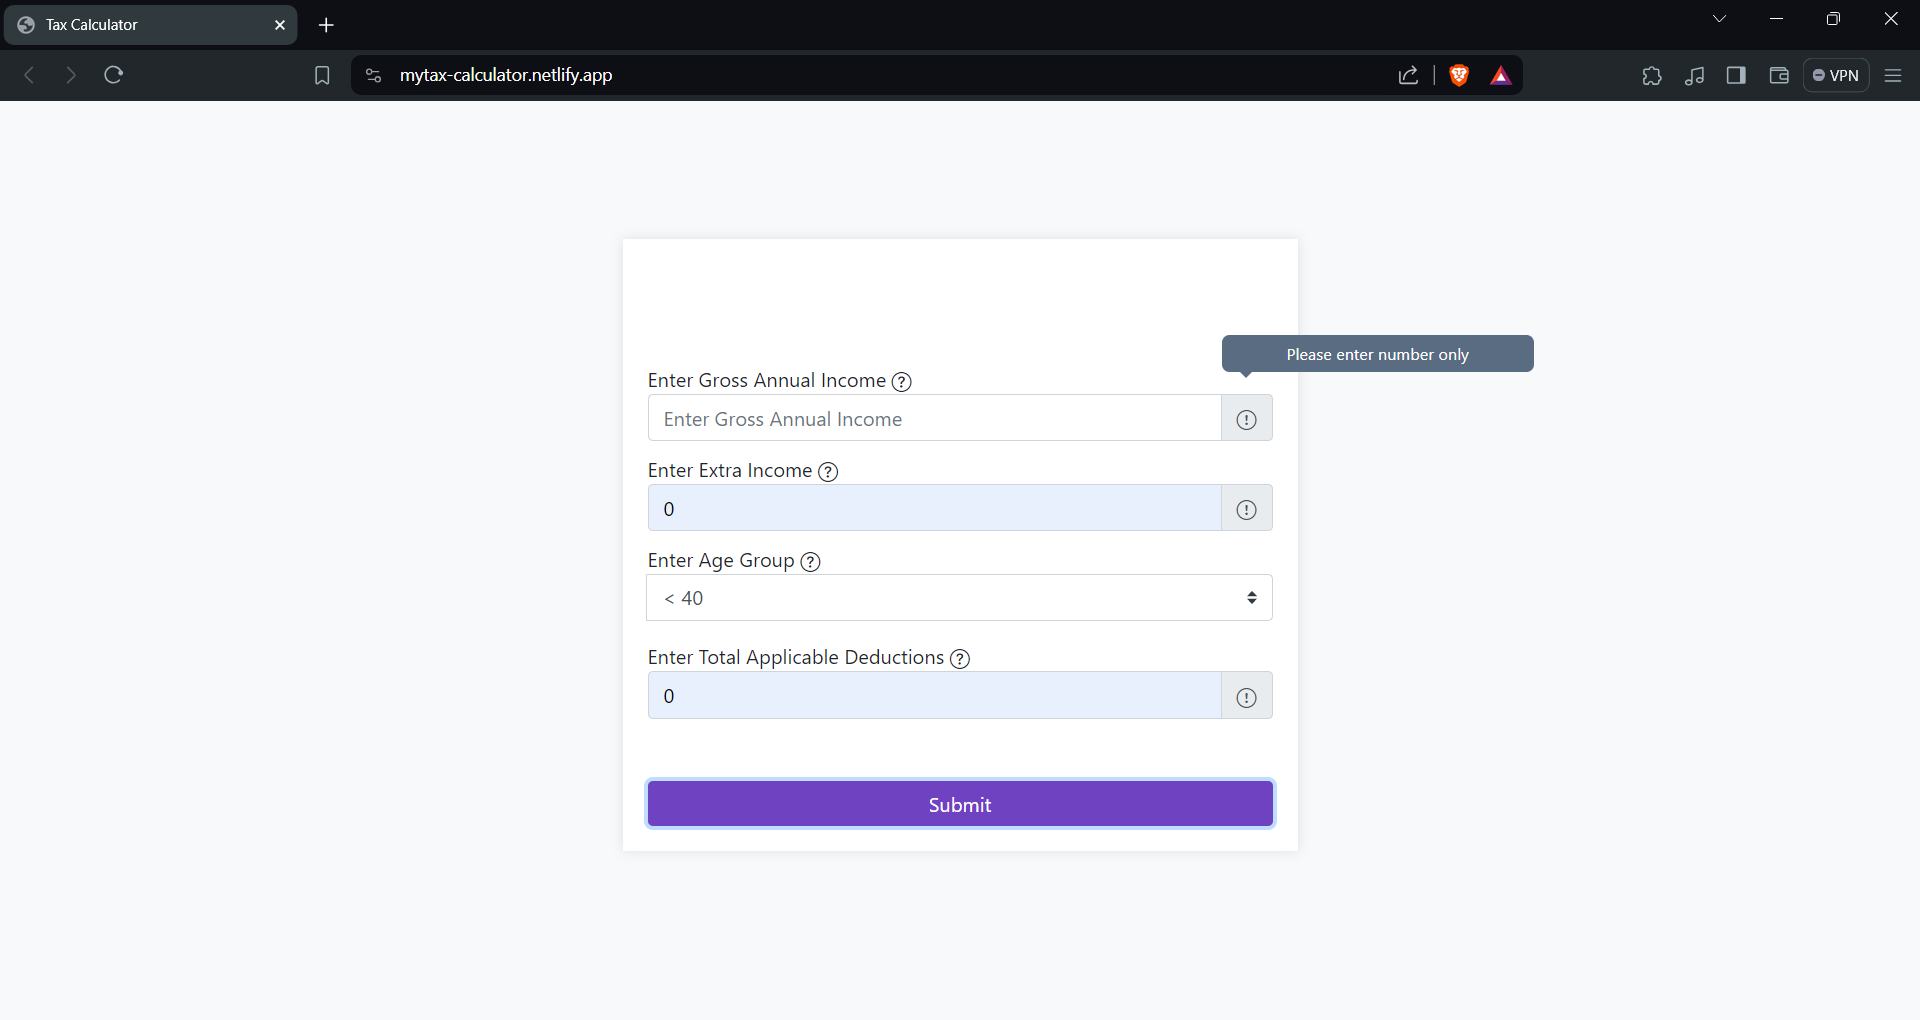 Tax Calculator
mytax-calculator.netlify.app
VPN
Please enter number only
Enter Gross Annual Income
Enter Gross Annual Income
Enter Extra Income
0
Enter Age Group
< 40
Enter Total Applicable Deductions
0
Submit